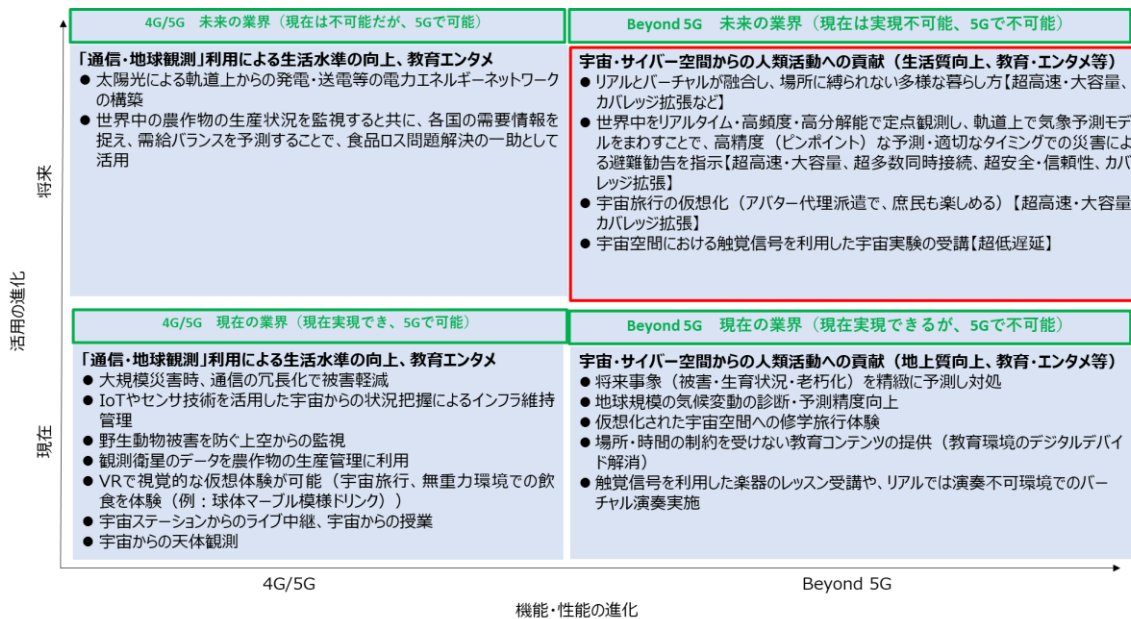 4G/5G 未来の業界（現在は不可能だが、5Gで可能）
「通信・地球観測」利用による生活水準の向上、教育エンタメ
● 太陽光による軌道上からの発電・送電等の電力エネルギーネットワーク
の構築
● 世界中の農作物の生産状況を監視すると共に、各国の需要情報を
捉え、需給バランスを予測することで、食品ロス問題解決の一助として
活用
Beyond 5G 未来の業界（現在は実現不可能、5Gで不可能）
宇宙・サイバー空間からの人類活動への貢献（生活質向上、教育・エンタメ等）
● リアルとバーチャルが融合し、場所に縛られない多様な暮らし方【超高速・大容量、
カバレッジ拡張など】
● 世界中をリアルタイム・高頻度・高分解能で定点観測し、軌道上で気象予測モデ
ルをまわすことで、高精度（ピンポイント）な予測・適切なタイミングでの災害によ
る避難勧告を指示【超高速・大容量、超多数同時接続、超安全・信頼性、カバ
レッジ拡張】
● 宇宙旅行の仮想化（アバター代理派遣で、庶民も楽しめる）【超高速・大容量
カバレッジ拡張】
● 宇宙空間における触覚信号を利用した宇宙実験の受講【超低遅延】
4G/5G 現在の業界（現在実現でき、5Gで可能）
「通信・地球観測」利用による生活水準の向上、教育エンタメ
● 大規模災害時、通信の冗長化で被害軽減
● IoTやセンサ技術を活用した宇宙からの状況把握によるインフラ維持
管理
● 野生動物被害を防ぐ上空からの監視
● 観測衛星のデータを農作物の生産管理に利用
● VRで視覚的な仮想体験が可能（宇宙旅行、無重力環境での飲
食を体験（例：球体マーブル模様ドリンク））
● 宇宙ステーションからのライブ中継、宇宙からの授業
● 宇宙からの天体観測
Beyond 5G 現在の業界（現在実現できるが、5Gで不可能）
宇宙・サイバー空間からの人類活動への貢献（地上質向上、教育・エンタメ等）
● 将来事象（被害・生育状況・老朽化）を精緻に予測し対処
● 地球規模の気候変動の診断・予測精度向上
● 仮想化された宇宙空間への修学旅行体験
● 場所・時間の制約を受けない教育コンテンツの提供（教育環境のデジタルデバイ
ド解消）
● 触覚信号を利用した楽器のレッスン受講や、リアルでは演奏不可環境でのバー
チャル演奏実施
将来
現在
活用の進化
4G/5G
Beyond 5G
機能・性能の進化